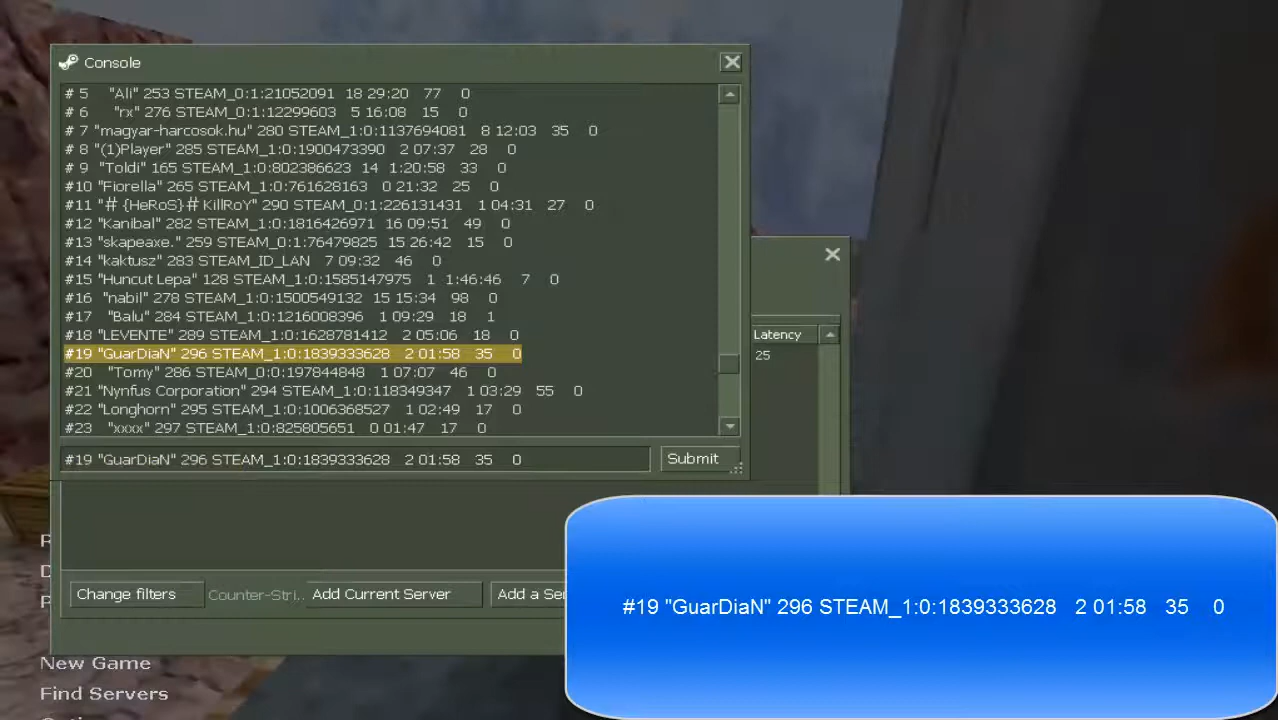 Console
# 5 "Ali" 253 STEAM_0:1:21052091 18 29:20 77 0
# 6 "rx" 276 STEAM_0:1:12299603 5 16:08 15 0
# 7 "magyar-harcosok.hu" 280 STEAM_1:0:1137694081 8 12:03 35 0
# 8 "(1)Player" 285 STEAM_1:0:1900473390 2 07:37 28 0
# 9 "Toldi" 165 STEAM_1:0:802386623 14 1:20:58 33 0
#10 "Fiorella" 265 STEAM_1:0:761628163 0 21:32 25 0
#11 "# {HeRoS}# KillRoY" 290 STEAM_0:1:226131431 1 04:31 27 0
#12 "Kanibal" 282 STEAM_1:0:1816426971 16 09:51 49 0
#13 "skapeaxe." 259 STEAM_0:1:76479825 15 26:42 15 0
#14 "kaktusz" 283 STEAM_ID_LAN 7 09:32 46 0
#15 "Huncut Lepa" 128 STEAM_1:0:1585147975 1 1:46:46 7 0
#16 "nabil" 278 STEAM_1:0:1500549132 15 15:34 98 0
#17 "Balu" 284 STEAM_1:0:1216008396 1 09:29 18 1
#18 "LEVENTE" 289 STEAM_1:0:1628781412 2 05:06 18 0
#19 "GuarDiaN" 296 STEAM_1:0:1839333628 2 01:58 35 0
#20 "Tomy" 286 STEAM_0:0:197844848 1 07:07 46 0
#21 "Nynfus Corporation" 294 STEAM_1:0:118349347 1 03:29 55 0
#22 "Longhorn" 295 STEAM_1:0:1006368527 1 02:49 17 0
#23 "xxxx" 297 STEAM_1:0:825805651 0 01:47 17 0
#19 "GuarDiaN" 296 STEAM_1:0:1839333628 2 01:58 35 0
Submit
Latency
25
Change filters
Counter-Stri..
Add Current Server
Add a Ser
#19 "GuarDiaN" 296 STEAM_1:0:1839333628 2 01:58 35 0
New Game
Find Servers